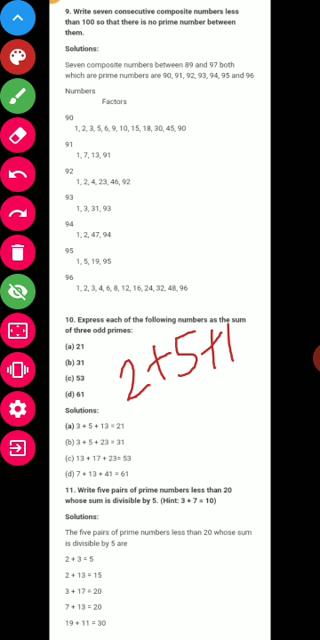 9. Write seven consecutive composite numbers less
than 100 so that there is no prime number between
them.
Solutions:
Seven composite numbers between 89 and 97 both
which are prime numbers are 90, 91, 92, 93, 94, 95 and 96
Numbers
Factors
90
1, 2, 3, 5, 6, 9, 10, 15, 18, 30, 45, 90
91
1, 7, 13, 91
92
1, 2, 4, 23, 46, 92
93
1, 3, 31, 93
94
1, 2, 47, 94
95
1, 5, 19, 95
96
1, 2, 3, 4, 6, 8, 12, 16, 24, 32, 48, 96
10. Express each of the following numbers as the sum
of three odd primes:
(a) 21
(b) 31
(c) 53
(d) 61
2+5+1
Solutions:
(a) 3 + 5 + 13 = 21
(b) 3 + 5 + 23 = 31
(c) 13 + 17 + 23= 53
(d) 7 + 13 + 41 = 61
11. Write five pairs of prime numbers less than 20
whose sum is divisible by 5. (Hint: 3 + 7 = 10)
Solutions:
The five pairs of prime numbers less than 20 whose sum
is divisible by 5 are
2 + 3 = 5
2 + 13 = 15
3 + 17 = 20
7 + 13 = 20
19 + 11 = 30